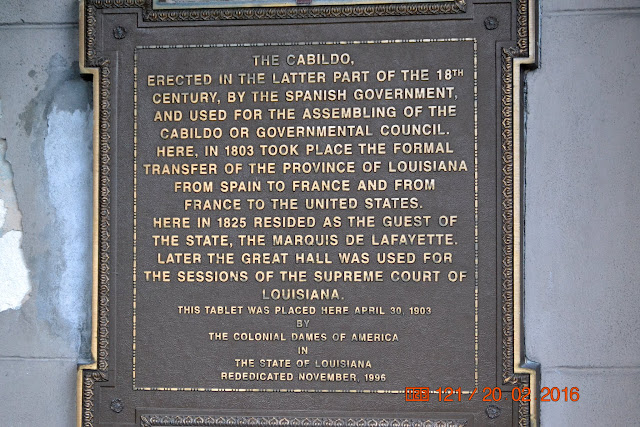 THE CABILDO,
ERECTED IN THE LATTER PART OF THE 18TH
CENTURY, BY THE SPANISH GOVERNMENT,
AND USED FOR THE ASSEMBLING OF THE
CABILDO OR GOVERNMENTAL COUNCIL.
HERE, IN 1803 TOOK PLACE THE FORMAL
TRANSFER OF THE PROVINCE OF LOUISIANA
FROM SPAIN TO FRANCE AND FROM
FRANCE TO THE UNITED STATES.
HERE IN 1825 RESIDED AS THE GUEST OF
THE STATE, THE MARQUIS DE LAFAYETTE.
LATER THE GREAT HALL WAS USED FOR
THE SESSIONS OF THE SUPREME COURT OF
LOUISIANA.
THIS TABLET WAS PLACED HERE APRIL 30, 1903
BY
THE COLONIAL DAMES OF AMERICA
IN
THE STATE OF LOUISIANA
REDEDICATED NOVEMBER, 1996
121 / 20-02-2016